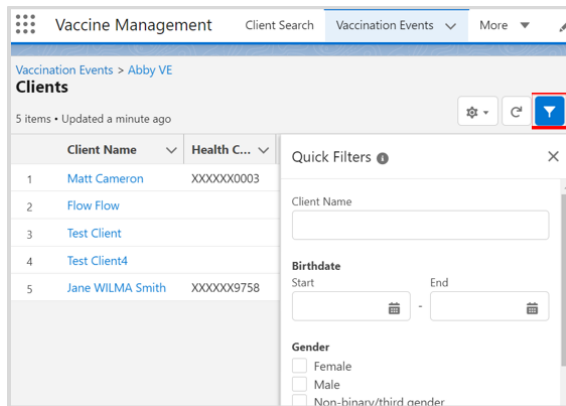 Vaccine Management Client Search Vaccination Events More
Vaccination Events > Abby VE
Clients
5 items • Updated a minute ago
Client Name Health C...
1 Matt Cameron XXXXXX0003
2 Flow Flow
3 Test Client
4 Test Client4
5 Jane WILMA Smith XXXXXX9758
Quick Filters
Client Name
Birthdate
Start End
-
Gender
Female
Male
Non-binary/third gender